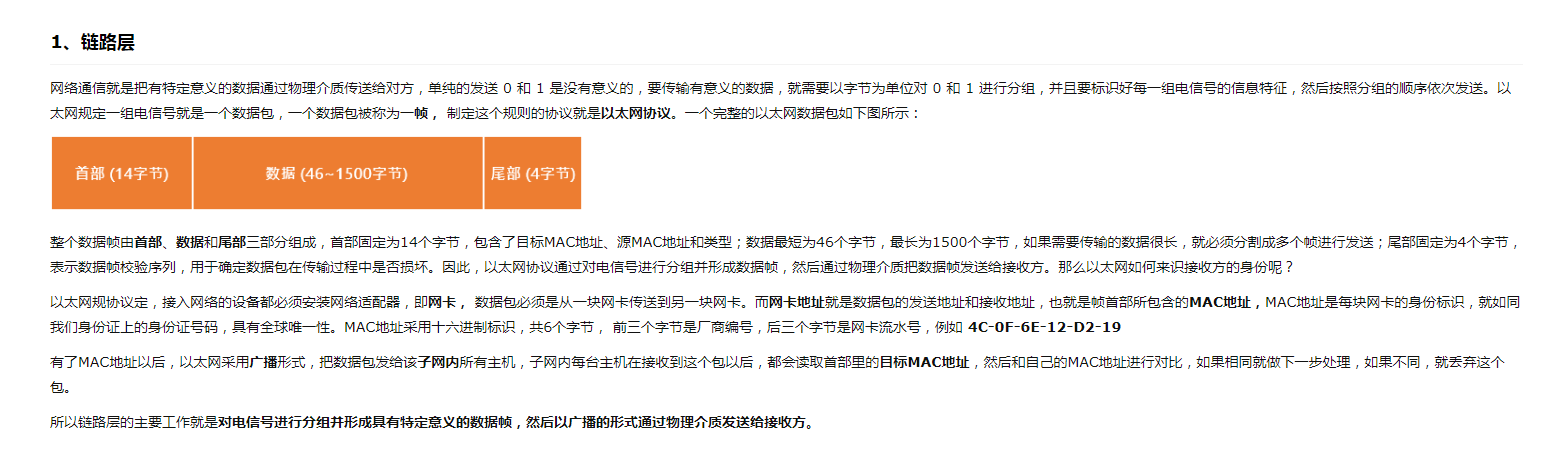 1、链路层
网络通信就是把有特定意义的数据通过物理介质传送给对方，单纯的发送 0 和 1 是没有意义的，要传输有意义的数据，就需要以字节为单位对 0 和 1 进行分组，并且要标识好每一组电信号的信息特征，然后按照分组的顺序依次发送。以
太网规定一组电信号就是一个数据包，一个数据包被称为一帧， 制定这个规则的协议就是以太网协议。一个完整的以太网数据包如下图所示：
首部 (14字节) 数据 (46~1500字节) 尾部 (4字节)
整个数据帧由首部、数据和尾部三部分组成，首部固定为14个字节，包含了目标MAC地址、源MAC地址和类型；数据最短为46个字节，最长为1500个字节，如果需要传输的数据很长，就必须分割成多个帧进行发送；尾部固定为4个字节，
表示数据帧校验序列，用于确定数据包在传输过程中是否损坏。因此，以太网协议通过对电信号进行分组并形成数据帧，然后通过物理介质把数据帧发送给接收方。那么以太网如何来识接收方的身份呢？
以太网规协议定，接入网络的设备都必须安装网络适配器，即网卡， 数据包必须是从一块网卡传送到另一块网卡。而网卡地址就是数据包的发送地址和接收地址，也就是帧首部所包含的MAC地址，MAC地址是每块网卡的身份标识，就如同
我们身份证上的身份证号码，具有全球唯一性。MAC地址采用十六进制标识，共6个字节， 前三个字节是厂商编号，后三个字节是网卡流水号，例如 4C-0F-6E-12-D2-19
有了MAC地址以后，以太网采用广播形式，把数据包发给该子网内所有主机，子网内每台主机在接收到这个包以后，都会读取首部里的目标MAC地址，然后和自己的MAC地址进行对比，如果相同就做下一步处理，如果不同，就丢弃这个
包。
所以链路层的主要工作就是对电信号进行分组并形成具有特定意义的数据帧，然后以广播的形式通过物理介质发送给接收方。